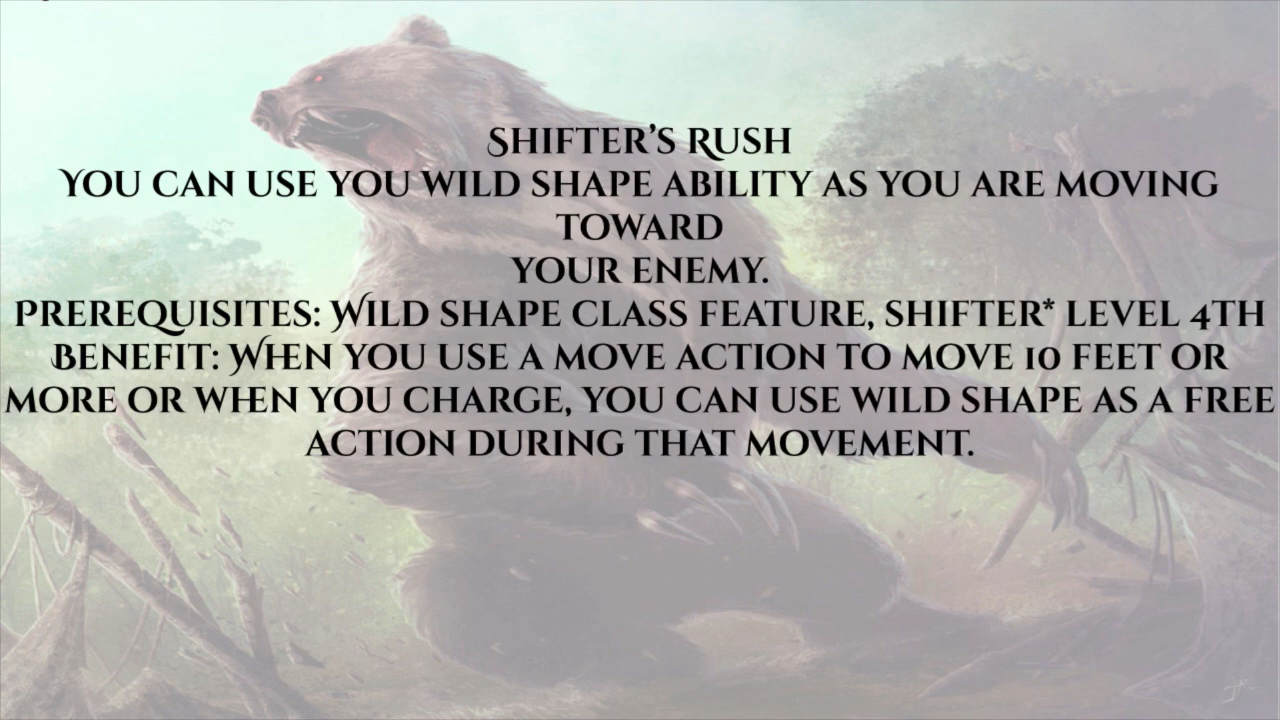 Shifter's Rush
You can use you wild shape ability as you are moving
toward
your enemy.
Prerequisites: Wild shape class feature, shifter* level 4th
Benefit: When you use a move action to move 10 feet or
more or when you charge, you can use wild shape as a free
action during that movement.